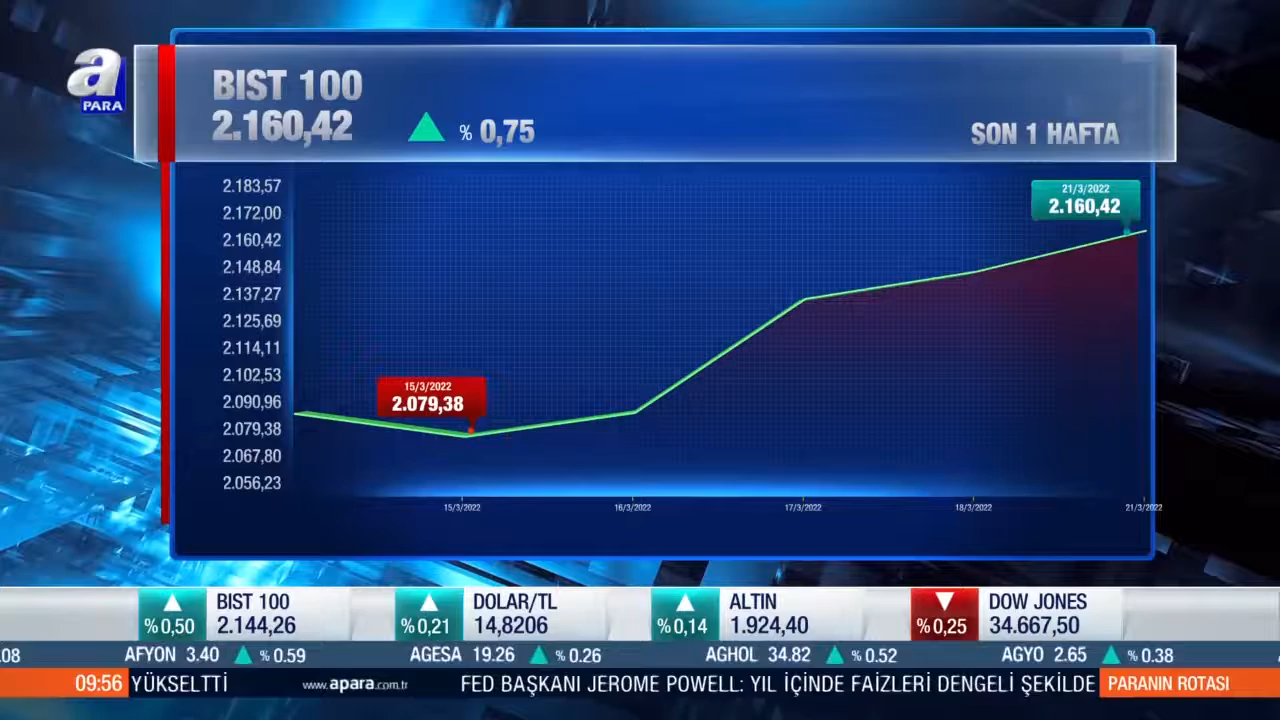 a
PARA
BIST 100
2.160,42
% 0,75
SON 1 HAFTA
2.183,57
2.172,00
2.160,42
2.148,84
2.137,27
2.125,69
2.114,11
2.102,53
2.090,96
2.079,38
2.067,80
2.056,23
21/3/2022
2.160,42
15/3/2022
2.079,38
15/3/2022
16/3/2022
17/3/2022
18/3/2022
21/3/2022
%0,50 BIST 100 2.144,26
%0,21 DOLAR/TL 14,8206
%0,14 ALTIN 1.924,40
%0,25 DOW JONES 34.667,50
.08 AFYON 3.40 % 0.59 AGESA 19.26 % 0.26 AGHOL 34.82 % 0.52 AGYO 2.65 % 0.38
09:56 YÜKSELTTİ www.apara.com.tr FED BAŞKANI JEROME POWELL: YIL İÇİNDE FAİZLERİ DENGELİ ŞEKİLDE PARANIN ROTASI